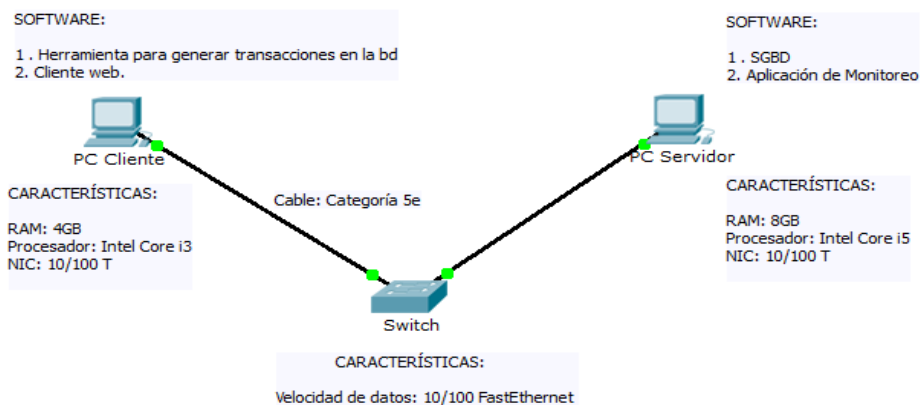 SOFTWARE:
1 . Herramienta para generar transacciones en la bd
2. Cliente web.
PC Cliente
CARACTERÍSTICAS:
RAM: 4GB
Procesador: Intel Core i3
NIC: 10/100 T
Cable: Categoría 5e
SOFTWARE:
1 . SGBD
2. Aplicación de Monitoreo
PC Servidor
CARACTERÍSTICAS:
RAM: 8GB
Procesador: Intel Core i5
NIC: 10/100 T
Switch
CARACTERÍSTICAS:
Velocidad de datos: 10/100 FastEthernet